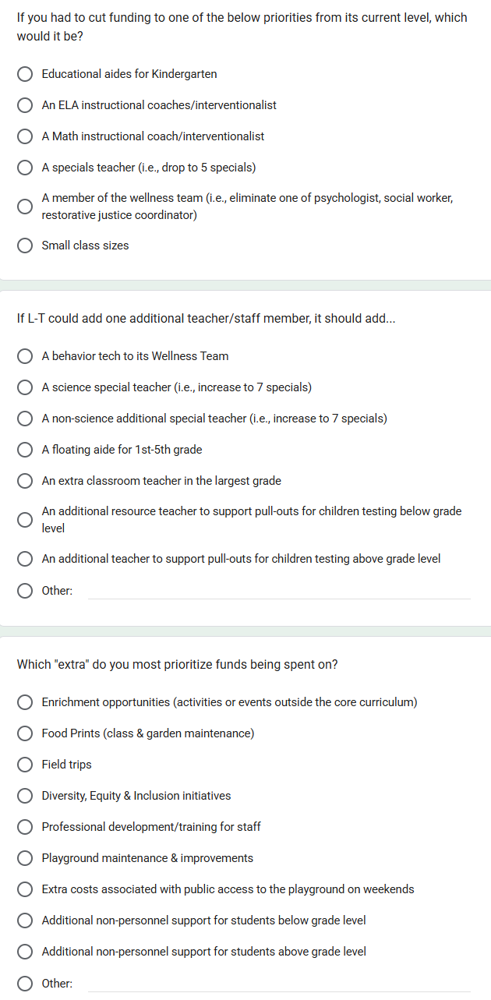 If you had to cut funding to one of the below priorities from its current level, which
would it be?
Educational aides for Kindergarten
An ELA instructional coaches/interventionalist
A Math instructional coach/interventionalist
A specials teacher (i.e., drop to 5 specials)
A member of the wellness team (i.e., eliminate one of psychologist, social worker,
restorative justice coordinator)
Small class sizes
If L-T could add one additional teacher/staff member, it should add...
A behavior tech to its Wellness Team
A science special teacher (i.e., increase to 7 specials)
A non-science additional special teacher (i.e., increase to 7 specials)
A floating aide for 1st-5th grade
An extra classroom teacher in the largest grade
An additional resource teacher to support pull-outs for children testing below grade
level
An additional teacher to support pull-outs for children testing above grade level
Other:
Which "extra" do you most prioritize funds being spent on?
Enrichment opportunities (activities or events outside the core curriculum)
Food Prints (class & garden maintenance)
Field trips
Diversity, Equity & Inclusion initiatives
Professional development/training for staff
Playground maintenance & improvements
Extra costs associated with public access to the playground on weekends
Additional non-personnel support for students below grade level
Additional non-personnel support for students above grade level
Other: